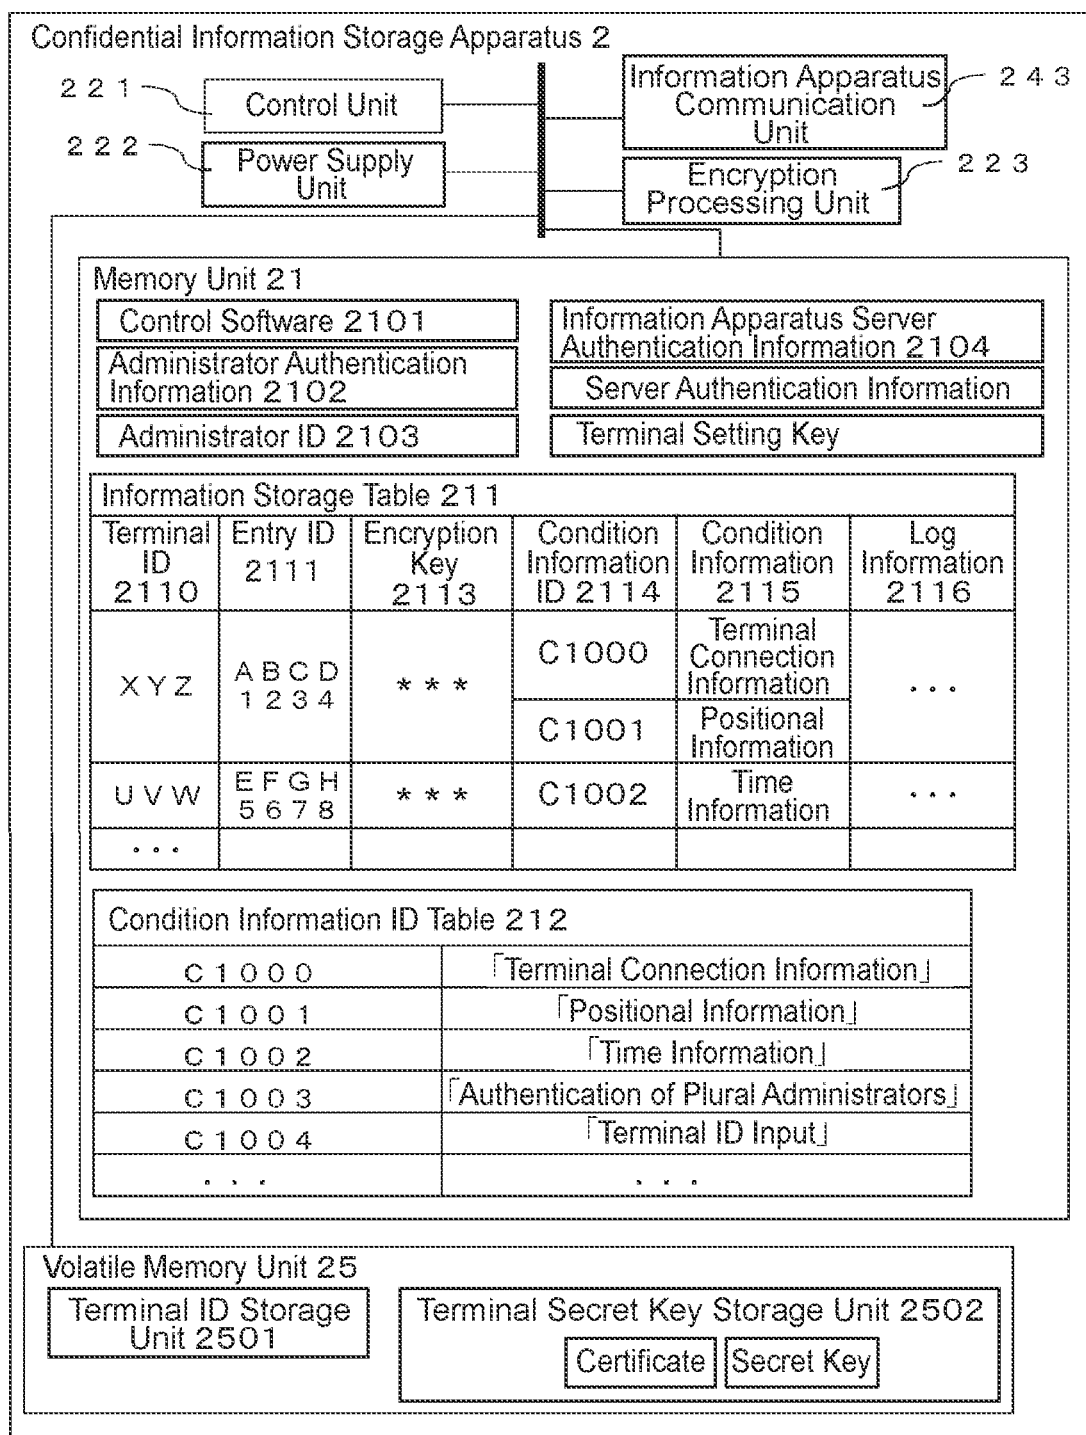 Confidential Information Storage Apparatus 2
221
Control Unit
222
Power Supply
Unit
Information Apparatus
Communication
Unit
243
Encryption
Processing Unit
223
Memory Unit 21
Control Software 2101
Administrator Authentication
Information 2102
Administrator ID 2103
Information Apparatus Server
Authentication Information 2104
Server Authentication Information
Terminal Setting Key
Information Storage Table 211
Terminal
ID
2110
Entry ID
2111
Encryption
Key
2113
Condition
Information
ID 2114
Condition
Information
2115
Log
Information
2116
XYZ
ABCD
1234
***
C1000
Terminal
Connection
Information
...
C1001
Positional
Information
UVW
EFGH
5678
***
C1002
Time
Information
...
...
Condition Information ID Table 212
C1000
「Terminal Connection Information」
C1001
「Positional Information」
C1002
「Time Information」
C1003
「Authentication of Plural Administrators」
C1004
「Terminal ID Input」
...
...
Volatile Memory Unit 25
Terminal ID Storage
Unit 2501
Terminal Secret Key Storage Unit 2502
Certificate
Secret Key